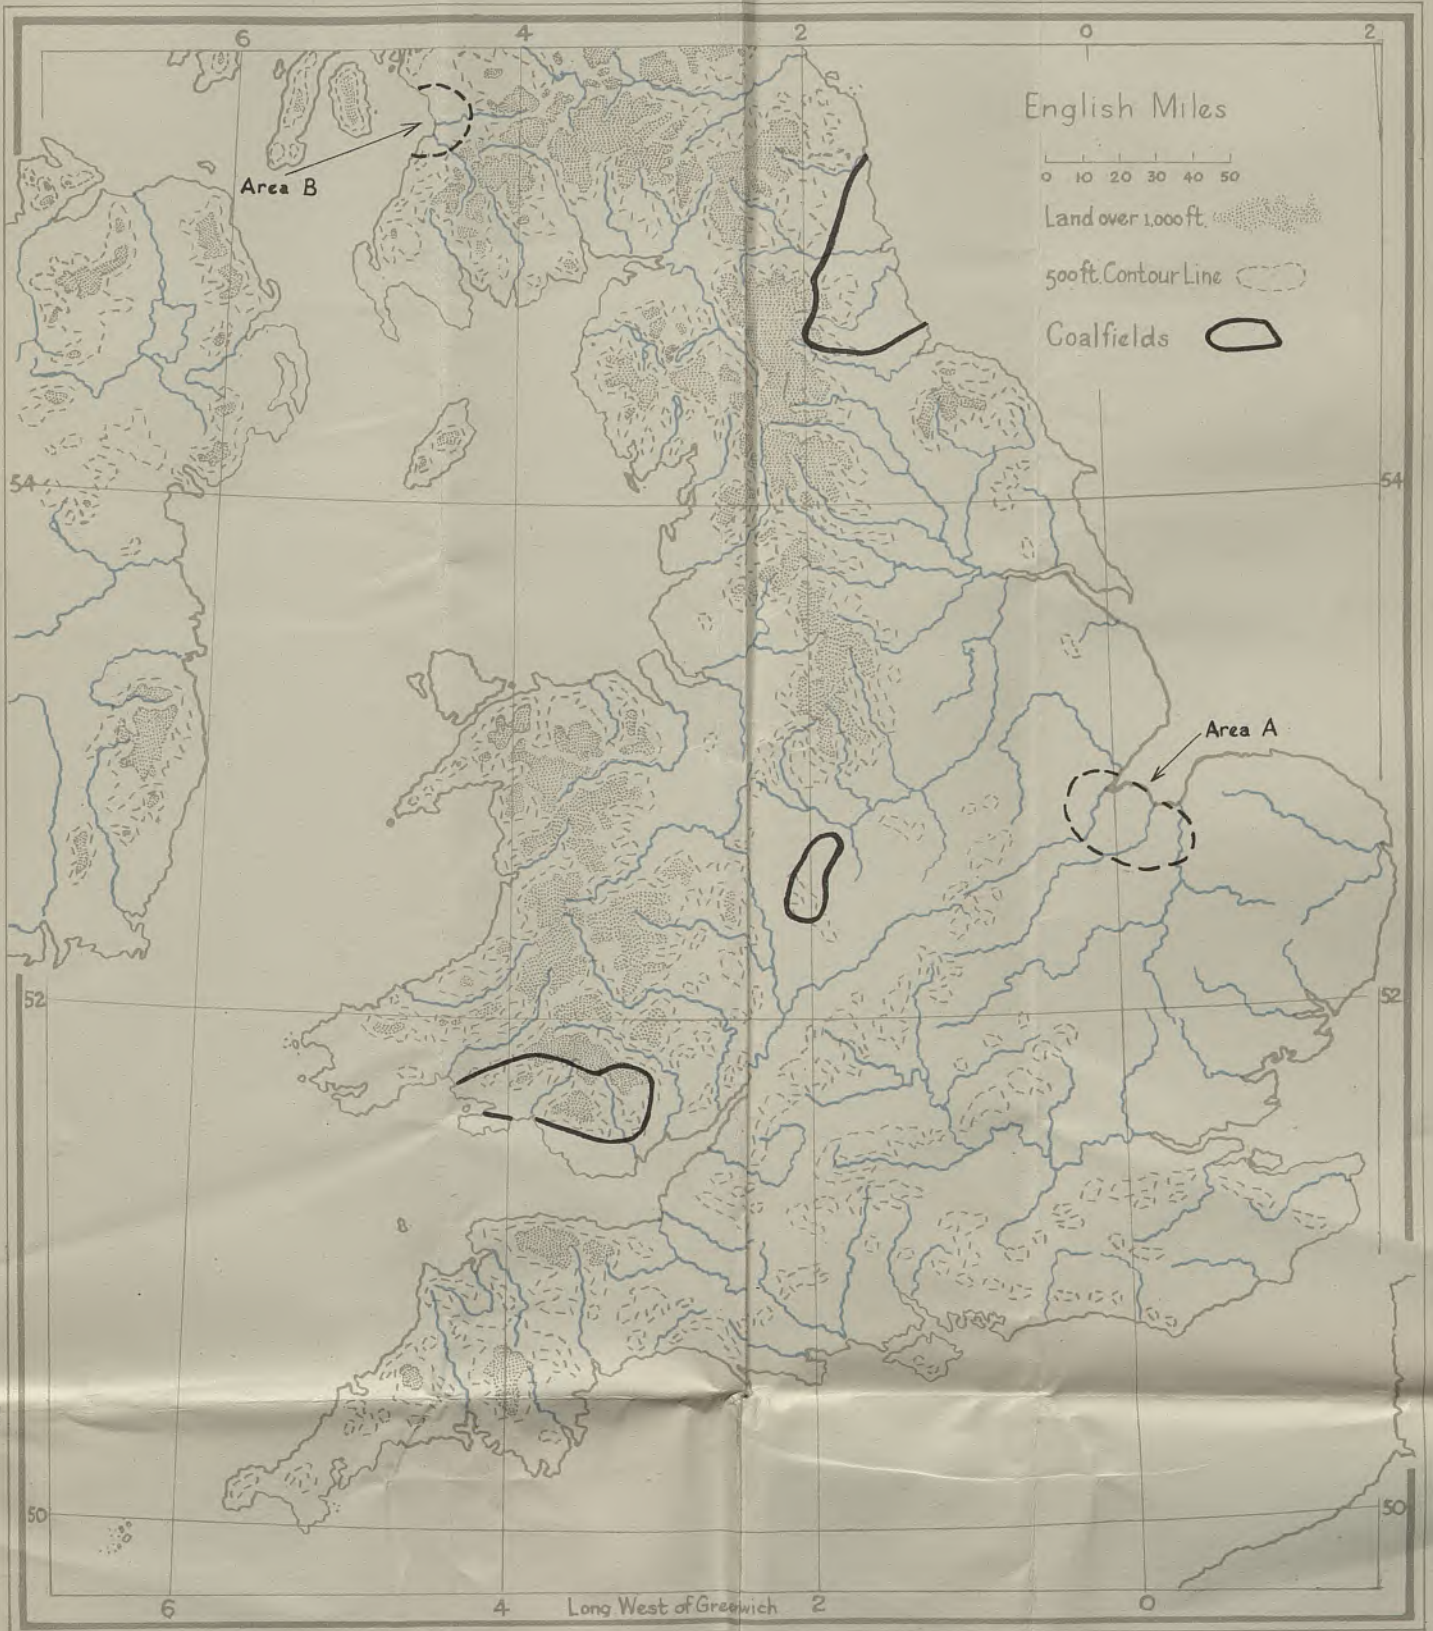 6 4 2 0 2
English Miles
0 10 20 30 40 50
Land over 1,000 ft.
500 ft. Contour Line
Coalfields
Area B
54 54
Area A
52 52
50 50
6 4 2 0
Long West of Greenwich